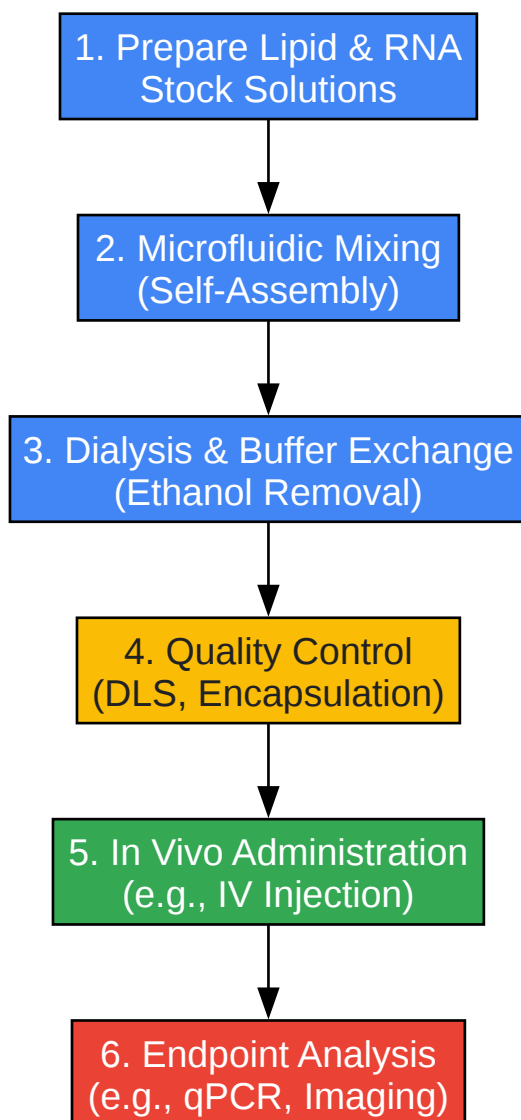 1. Prepare Lipid & RNA
Stock Solutions
2. Microfluidic Mixing
(Self-Assembly)
3. Dialysis & Buffer Exchange
(Ethanol Removal)
4. Quality Control
(DLS, Encapsulation)
5. In Vivo Administration
(e.g., IV Injection)
6. Endpoint Analysis
(e.g., qPCR, Imaging)